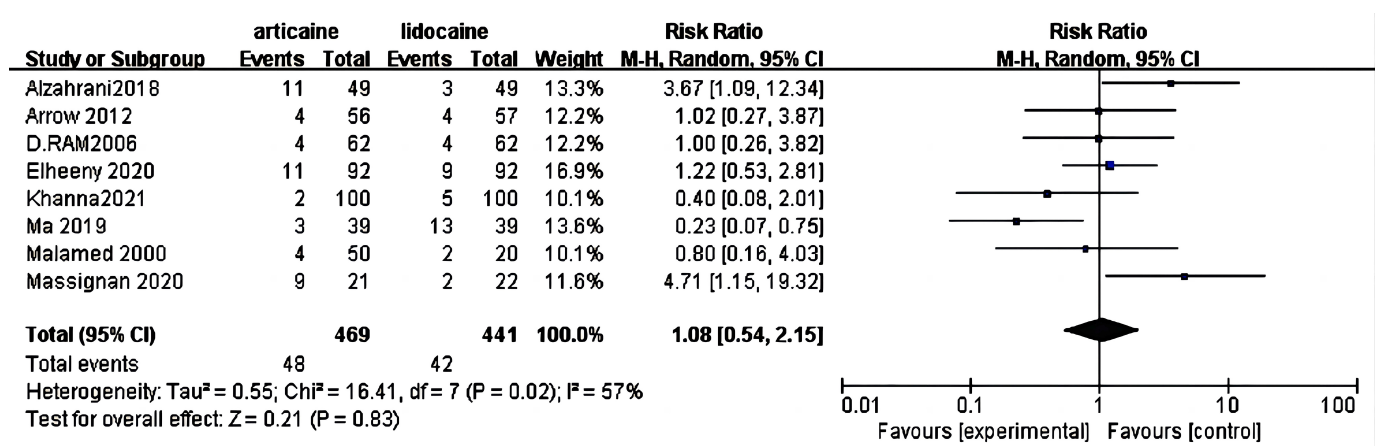 articaine lidocaine Risk Ratio Risk Ratio
Study or Subgroup Events Total Events Total Weight M-H, Random, 95% CI M-H, Random, 95% CI
Alzahrani2018 11 49 3 49 13.3% 3.67 [1.09, 12.34]
Arrow 2012 4 56 4 57 12.2% 1.02 [0.27, 3.87]
D.RAM2006 4 62 4 62 12.2% 1.00 [0.26, 3.82]
Elheeny 2020 11 92 9 92 16.9% 1.22 [0.53, 2.81]
Khanna2021 2 100 5 100 10.1% 0.40 [0.08, 2.01]
Ma 2019 3 39 13 39 13.6% 0.23 [0.07, 0.75]
Malamed 2000 4 50 2 20 10.1% 0.80 [0.16, 4.03]
Massignan 2020 9 21 2 22 11.6% 4.71 [1.15, 19.32]
Total (95% CI) 469 441 100.0% 1.08 [0.54, 2.15]
Total events 48 42
Heterogeneity: Tau² = 0.55; Chi² = 16.41, df = 7 (P = 0.02); I² = 57%
Test for overall effect: Z = 0.21 (P = 0.83)
0.01 0.1 1 10 100
Favours [experimental] Favours [control]